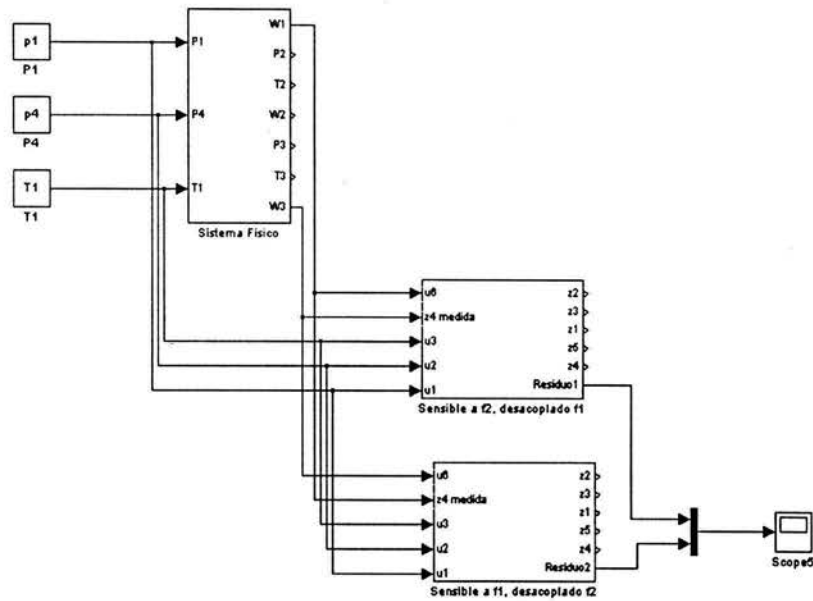 p1
P1
p4
P4
T1
T1
P1
P4
T1
W1
P2
T2
W2
P3
T3
W3
Sistema Físico
u6
z4 medida
u3
u2
u1
z2
z3
z1
z5
z4
Residuo1
Sensible a f2, desacoplado f1
u6
z4 medida
u3
u2
u1
z2
z3
z1
z5
z4
Residuo2
Sensible a f1, desacoplado f2
Scope5